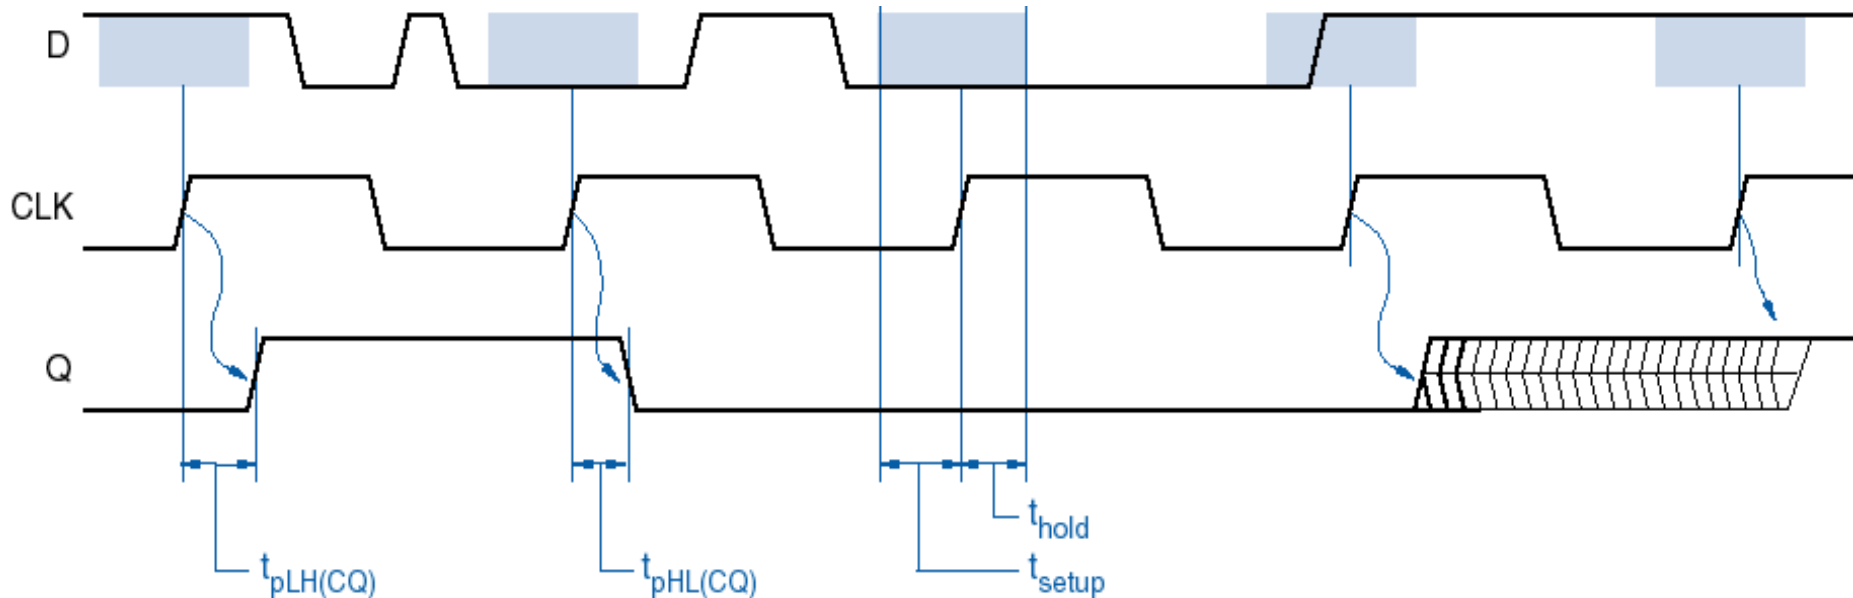 D
CLK
Q
thold
tpLH(CQ)
tpHL(CQ)
tsetup